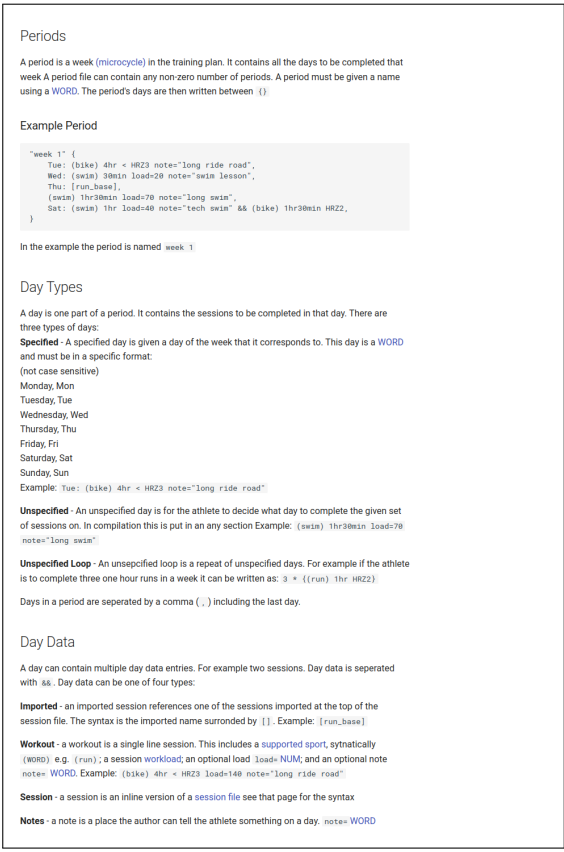 Periods
A period is a week (microcycle) in the training plan. It contains all the days to be completed that
week A period file can contain any non-zero number of periods. A period must be given a name
using a WORD. The period's days are then written between {}
Example Period
"week 1" {
    Tue: (bike) 4hr < HRZ3 note="long ride road",
    Wed: (swim) 30min load=20 note="swim lesson",
    Thu: [run_base],
    (swim) 1hr30min load=70 note="long swim",
    Sat: (swim) 1hr load=40 note="tech swim" && (bike) 1hr30min HRZ2,
}
In the example the period is named week 1
Day Types
A day is one part of a period. It contains the sessions to be completed in that day. There are
three types of days:
Specified - A specified day is given a day of the week that it corresponds to. This day is a WORD
and must be in a specific format:
(not case sensitive)
Monday, Mon
Tuesday, Tue
Wednesday, Wed
Thursday, Thu
Friday, Fri
Saturday, Sat
Sunday, Sun
Example: Tue: (bike) 4hr < HRZ3 note="long ride road"
Unspecified - An unspecified day is for the athlete to decide what day to complete the given set
of sessions on. In compilation this is put in an any section Example: (swim) 1hr30min load=70
note="long swim"
Unspecified Loop - An unsepcified loop is a repeat of unspecified days. For example if the athlete
is to complete three one hour runs in a week it can be written as: 3 * {(run) 1hr HRZ2}
Days in a period are seperated by a comma ( , ) including the last day.
Day Data
A day can contain multiple day data entries. For example two sessions. Day data is seperated
with &&. Day data can be one of four types:
Imported - an imported session references one of the sessions imported at the top of the
session file. The syntax is the imported name surronded by []. Example: [run_base]
Workout - a workout is a single line session. This includes a supported sport, sytnatically
(WORD) e.g. (run); a session workload; an optional load load= NUM; and an optional note
note= WORD. Example: (bike) 4hr < HRZ3 load=140 note="long ride road"
Session - a session is an inline version of a session file see that page for the syntax
Notes - a note is a place the author can tell the athlete something on a day. note= WORD